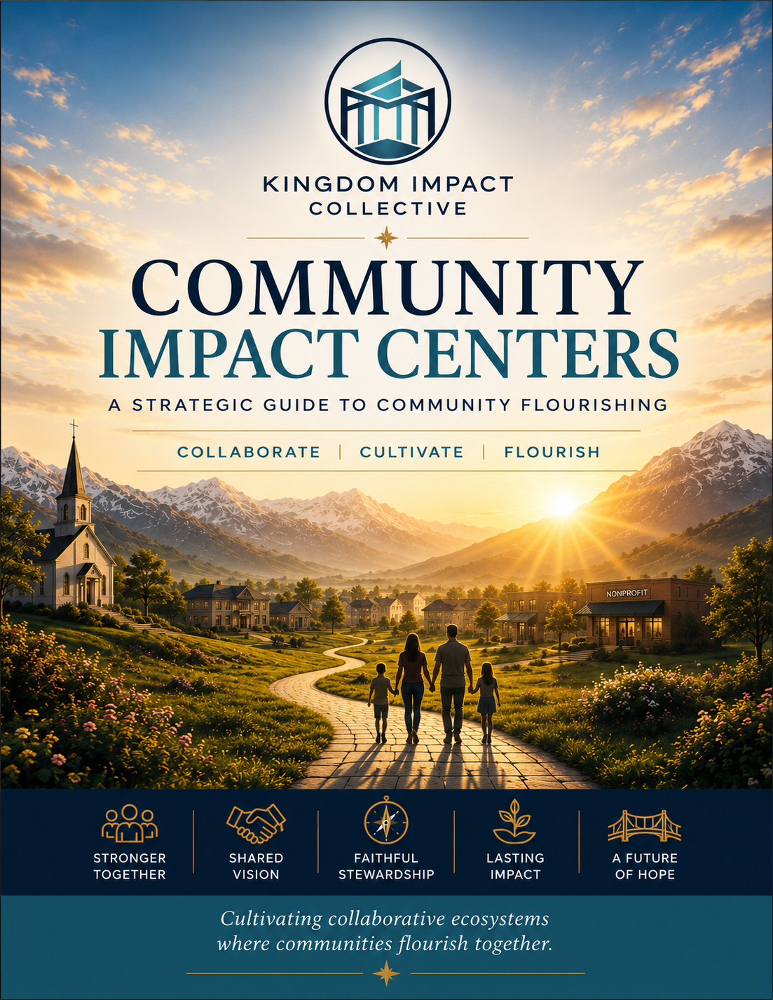 KINGDOM IMPACT
COLLECTIVE
COMMUNITY
IMPACT CENTERS
A STRATEGIC GUIDE TO COMMUNITY FLOURISHING
COLLABORATE | CULTIVATE | FLOURISH
NONPROFIT
STRONGER
TOGETHER
SHARED
VISION
FAITHFUL
STEWARDSHIP
LASTING
IMPACT
A FUTURE
OF HOPE
Cultivating collaborative ecosystems
where communities flourish together.